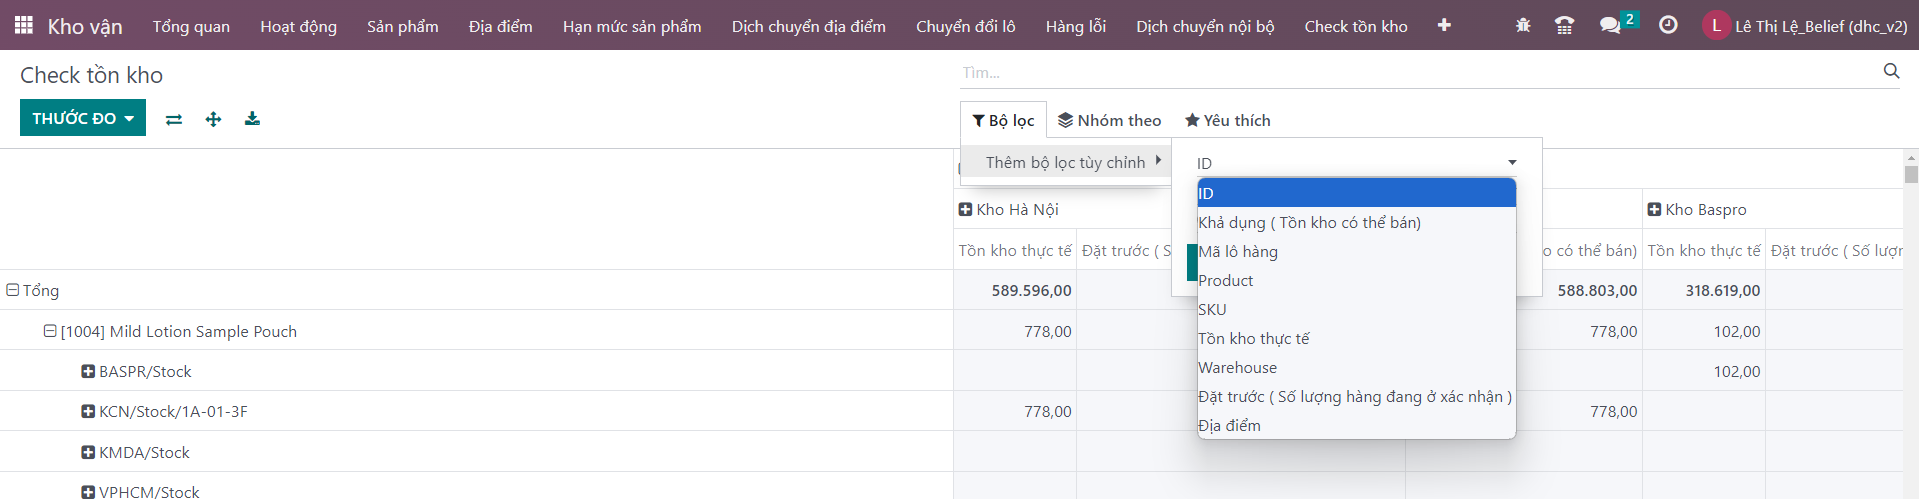 Kho vận Tổng quan Hoạt động Sản phẩm Địa điểm Hạn mức sản phẩm Dịch chuyển địa điểm Chuyển đổi lô Hàng lỗi Dịch chuyển nội bộ Check tồn kho 2 L Lê Thị Lệ_Belief (dhc_v2)
Check tồn kho
Tìm...
THƯỚC ĐO
Bộ lọc Nhóm theo Yêu thích
Thêm bộ lọc tùy chỉnh
ID
ID
Khả dụng ( Tồn kho có thể bán)
Mã lô hàng
Product
SKU
Tồn kho thực tế
Warehouse
Đặt trước ( Số lượng hàng đang ở xác nhận )
Địa điểm
Kho Hà Nội Kho Baspro
Tồn kho thực tế Đặt trước ( S o có thể bán) Tồn kho thực tế Đặt trước ( Số lượn
Tổng 589.596,00 588.803,00 318.619,00
[1004] Mild Lotion Sample Pouch 778,00 778,00 102,00
BASPR/Stock 102,00
KCN/Stock/1A-01-3F 778,00 778,00
KMDA/Stock
VPHCM/Stock